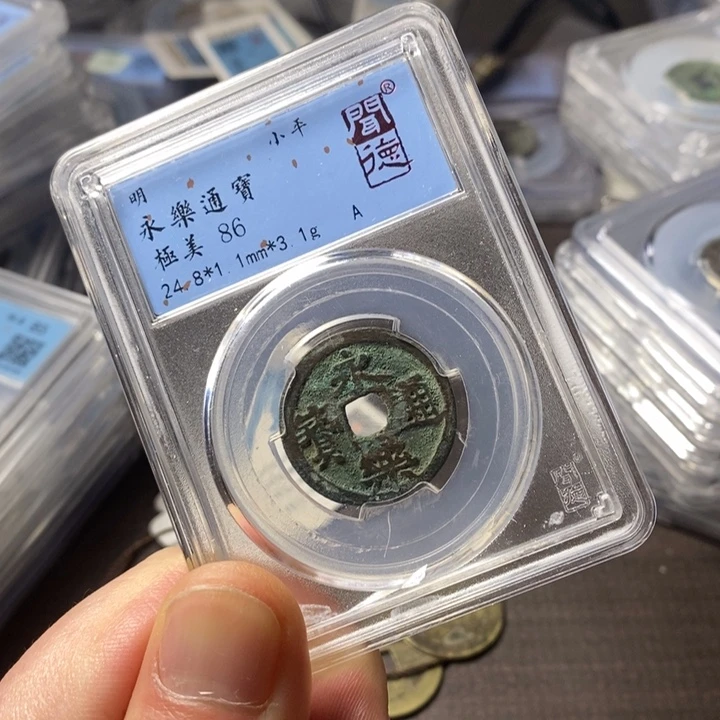 小平
聞德®
明
永樂通寶
極美 86
24.8*1.1mm*3.1g A
永樂通寶
聞德